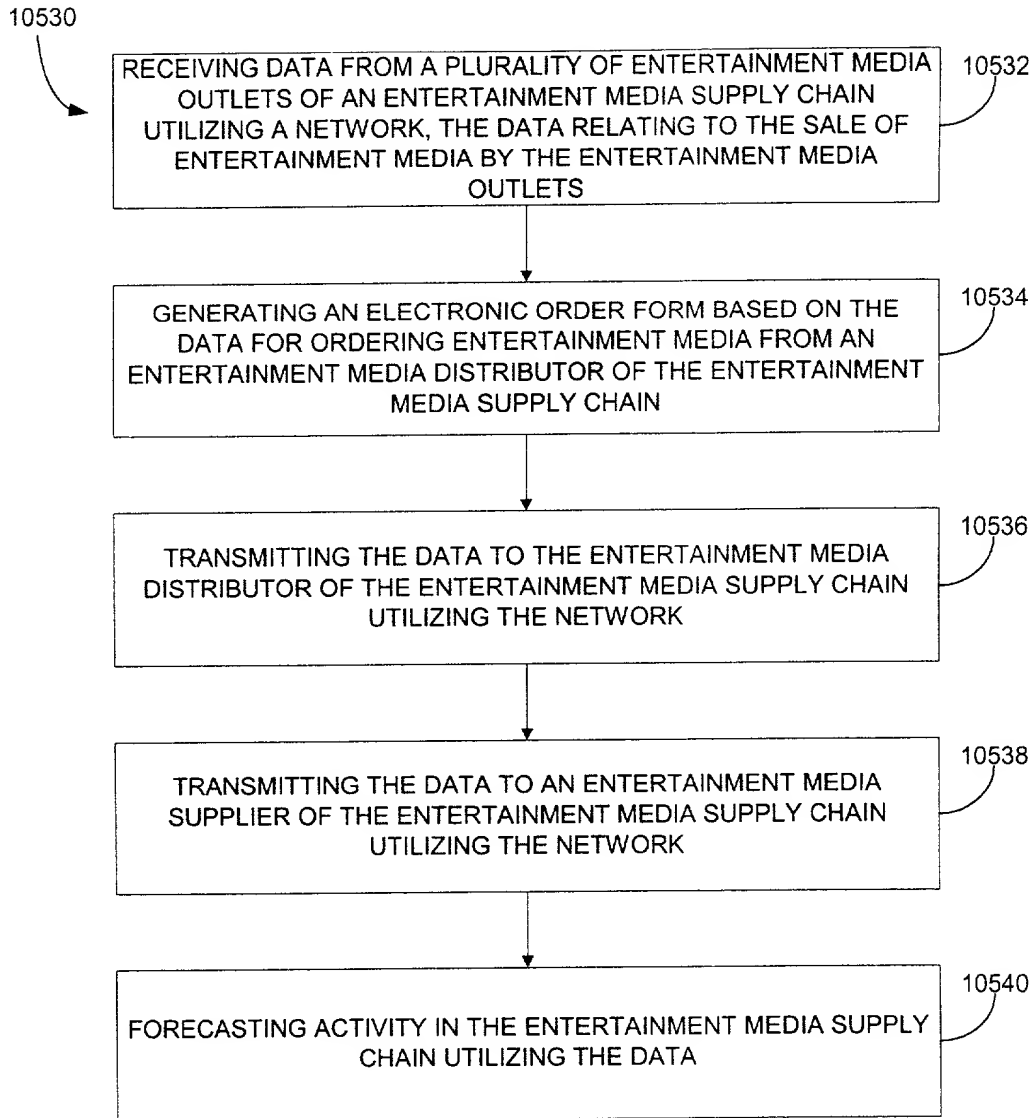 10530
RECEIVING DATA FROM A PLURALITY OF ENTERTAINMENT MEDIA
OUTLETS OF AN ENTERTAINMENT MEDIA SUPPLY CHAIN
UTILIZING A NETWORK, THE DATA RELATING TO THE SALE OF
ENTERTAINMENT MEDIA BY THE ENTERTAINMENT MEDIA
OUTLETS
10532
GENERATING AN ELECTRONIC ORDER FORM BASED ON THE
DATA FOR ORDERING ENTERTAINMENT MEDIA FROM AN
ENTERTAINMENT MEDIA DISTRIBUTOR OF THE ENTERTAINMENT
MEDIA SUPPLY CHAIN
10534
TRANSMITTING THE DATA TO THE ENTERTAINMENT MEDIA
DISTRIBUTOR OF THE ENTERTAINMENT MEDIA SUPPLY CHAIN
UTILIZING THE NETWORK
10536
TRANSMITTING THE DATA TO AN ENTERTAINMENT MEDIA
SUPPLIER OF THE ENTERTAINMENT MEDIA SUPPLY CHAIN
UTILIZING THE NETWORK
10538
FORECASTING ACTIVITY IN THE ENTERTAINMENT MEDIA SUPPLY
CHAIN UTILIZING THE DATA
10540